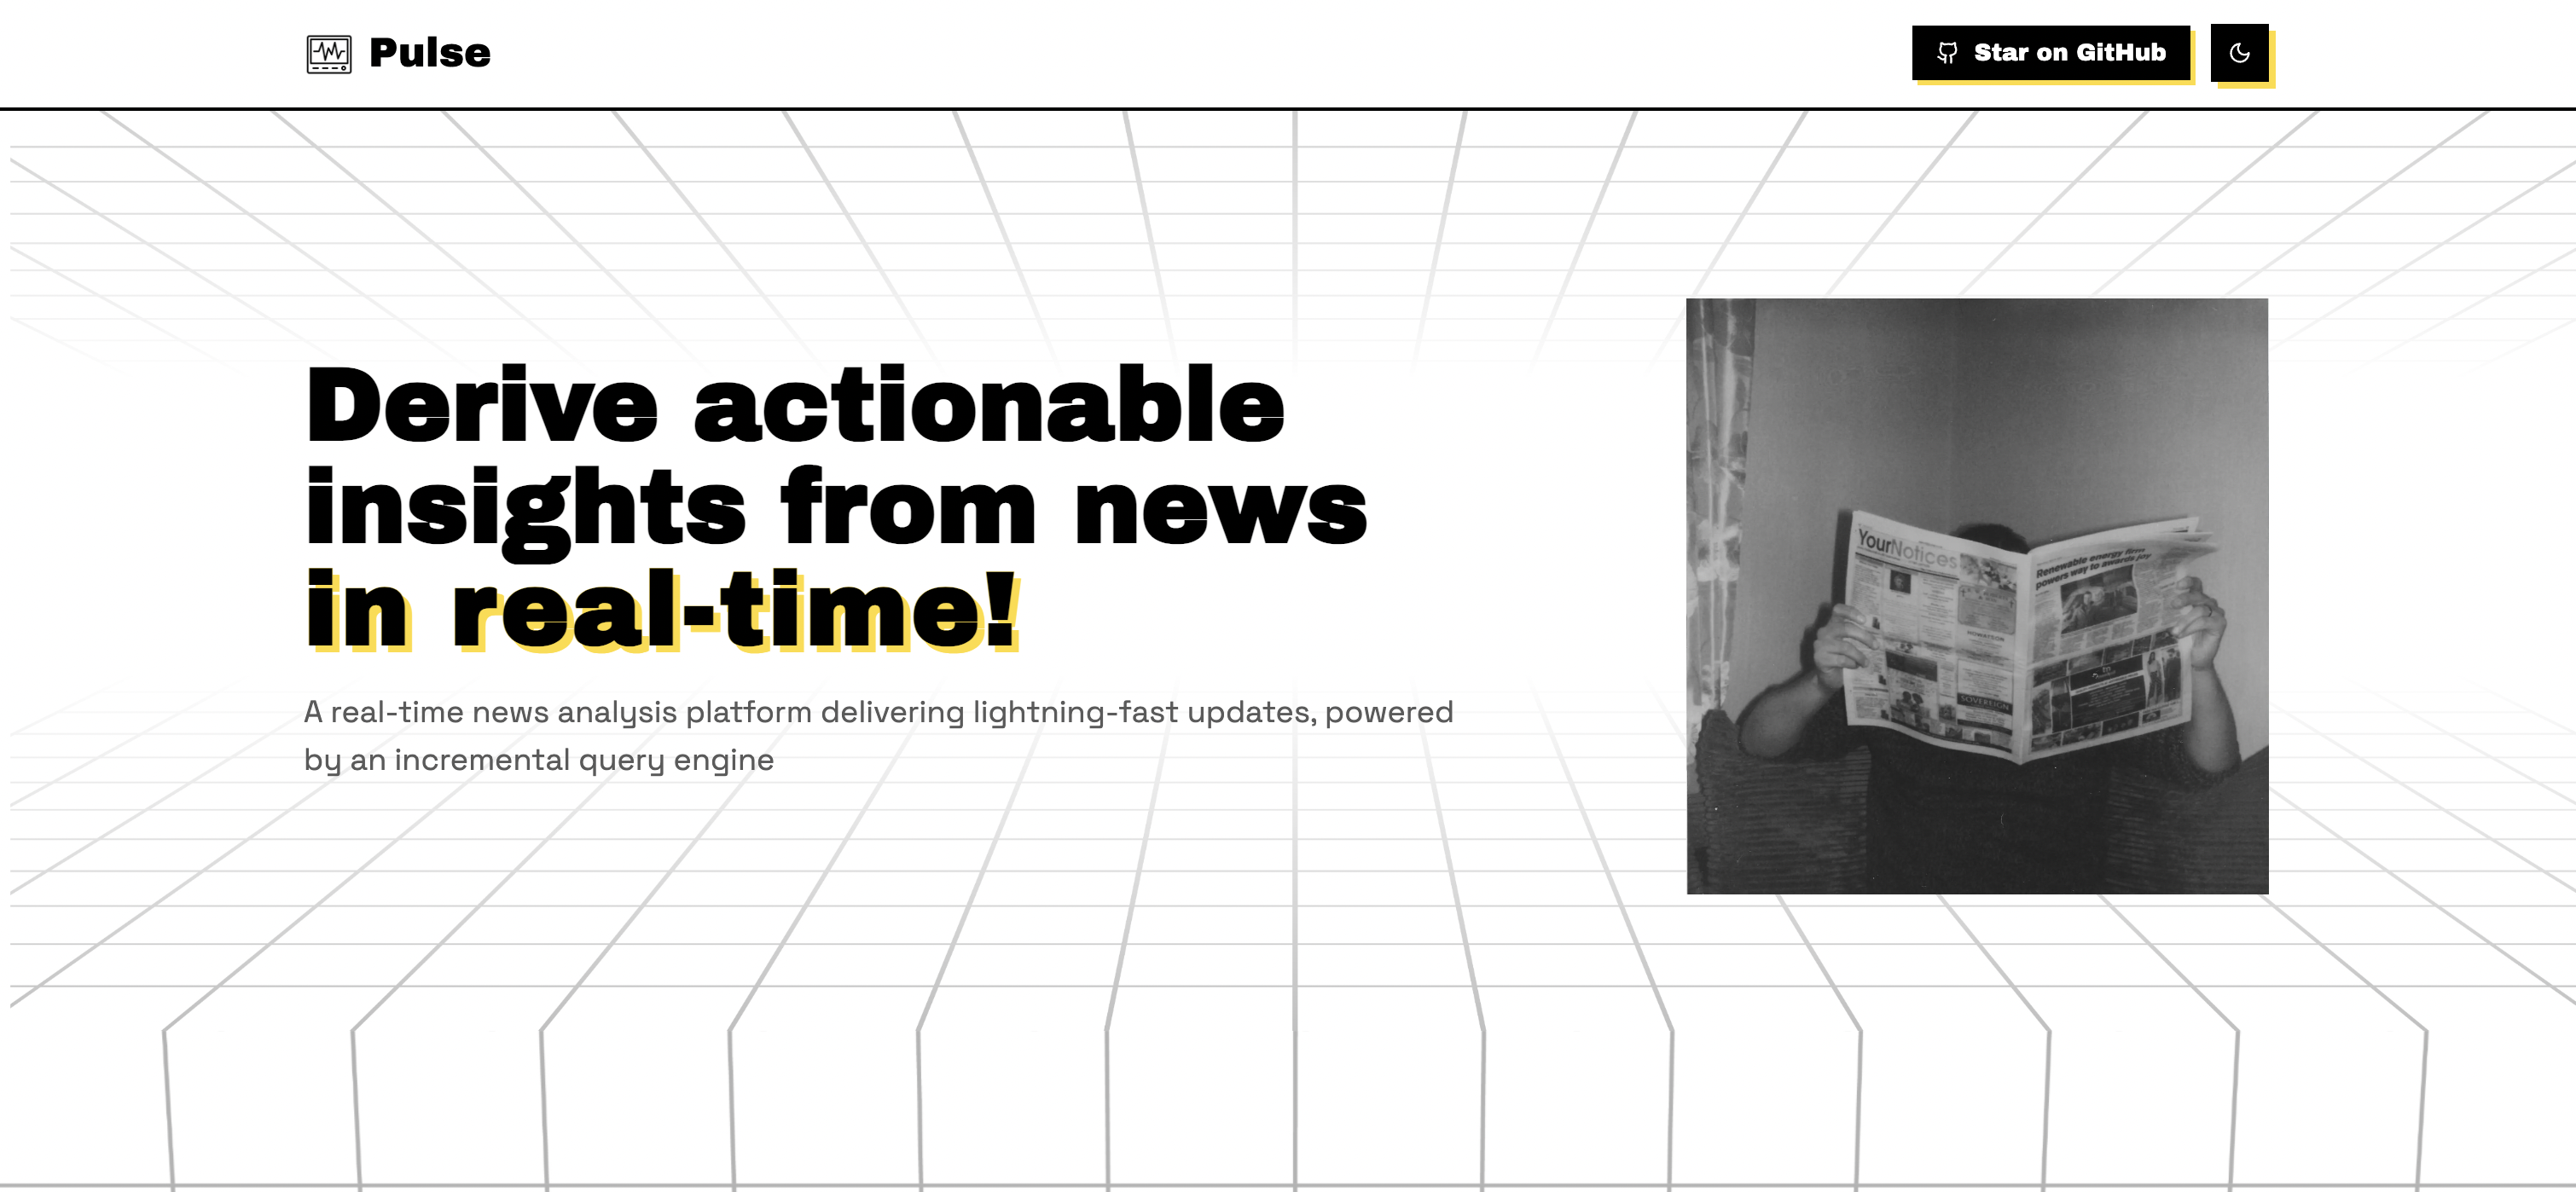 Pulse
Star on GitHub
Derive actionable
insights from news
in real-time!
A real-time news analysis platform delivering lightning-fast updates, powered
by an incremental query engine
YourNotices
Renewable energy firm
powers way to awards joy
SOVEREIGN